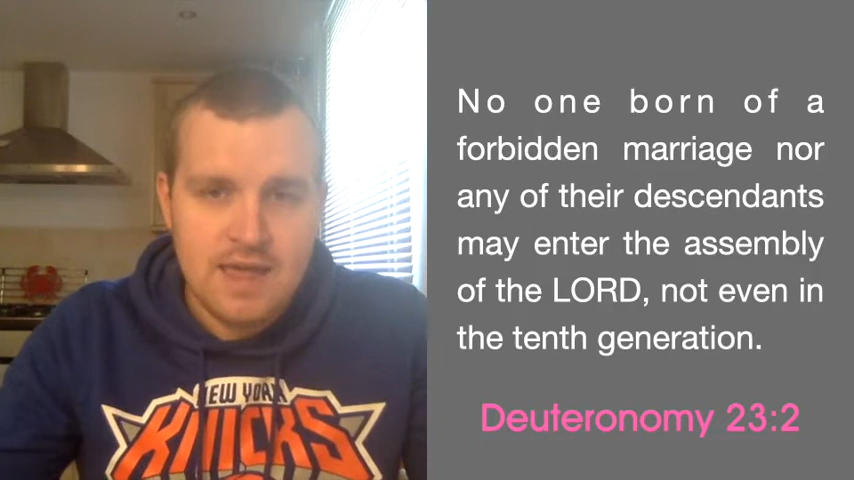 NEW YORK
KNICKS
No one born of a
forbidden marriage nor
any of their descendants
may enter the assembly
of the LORD, not even in
the tenth generation.
Deuteronomy 23:2